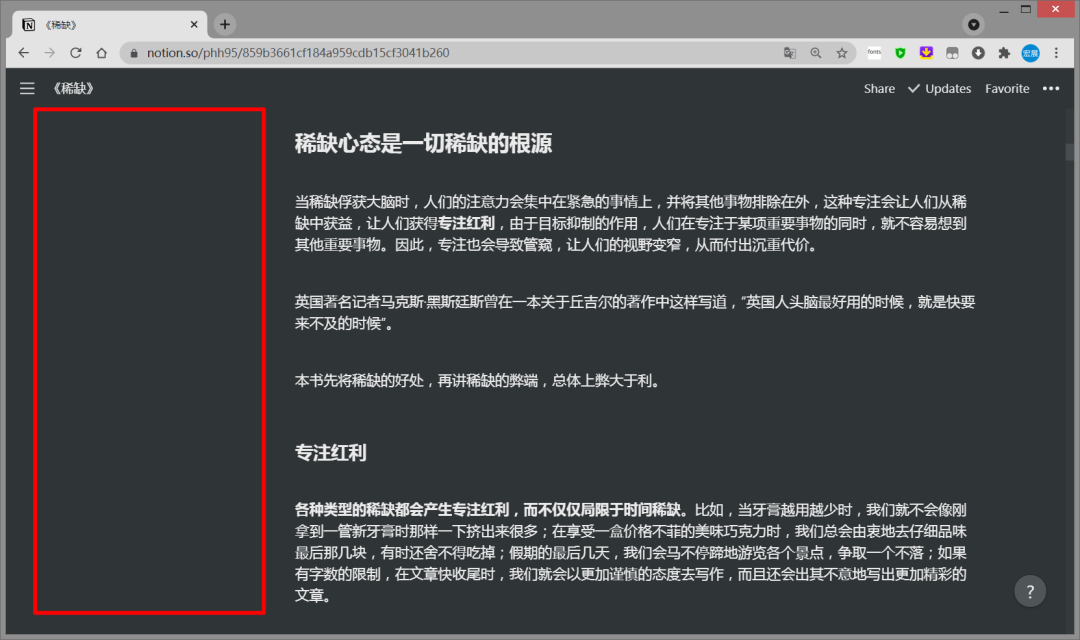 《稀缺》
notion.so/phh95/859b3661cf184a959cdb15cf3041b260
fonts
宏展
《稀缺》
Share
Updates
Favorite
稀缺心态是一切稀缺的根源
当稀缺俘获大脑时，人们的注意力会集中在紧急的事情上，并将其他事物排除在外，这种专注会让人们从稀
缺中获益，让人们获得专注红利，由于目标抑制的作用，人们在专注于某项重要事物的同时，就不容易想到
其他重要事物。因此，专注也会导致管窥，让人们的视野变窄，从而付出沉重代价。
英国著名记者马克斯·黑斯廷斯曾在一本关于丘吉尔的著作中这样写道，“英国人头脑最好用的时候，就是快要
来不及的时候”。
本书先将稀缺的好处，再讲稀缺的弊端，总体上弊大于利。
专注红利
各种类型的稀缺都会产生专注红利，而不仅仅局限于时间稀缺。比如，当牙膏越用越少时，我们就不会像刚
拿到一管新牙膏时那样一下挤出来很多；在享受一盒价格不菲的美味巧克力时，我们总会由衷地去仔细品味
最后那几块，有时还舍不得吃掉；假期的最后几天，我们会马不停蹄地游览各个景点，争取一个不落；如果
有字数的限制，在文章快收尾时，我们就会以更加谨慎的态度去写作，而且还会出其不意地写出更加精彩的
文章。
?